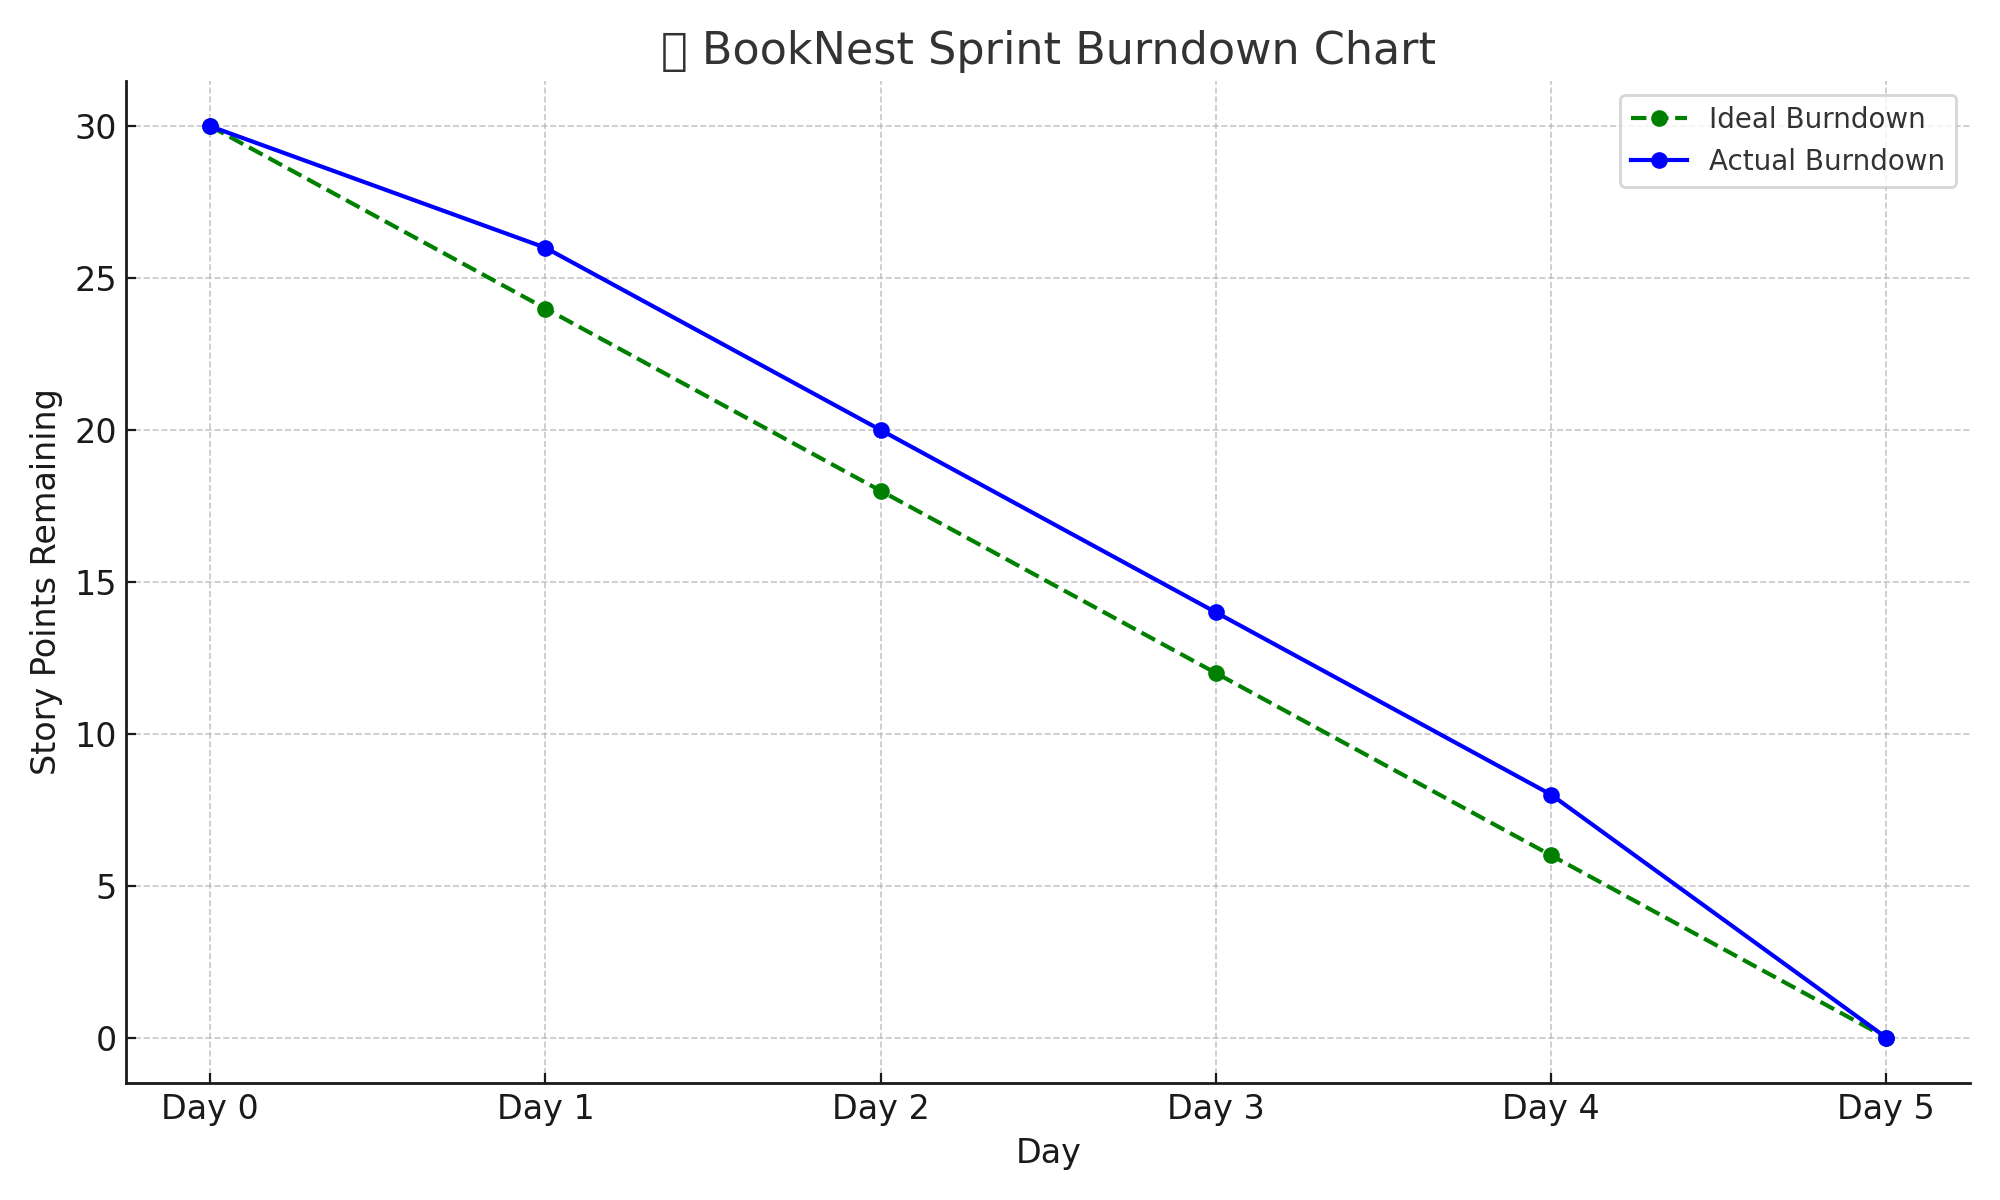 BookNest Sprint Burndown Chart
Ideal Burndown
Actual Burndown
Story Points Remaining
30
25
20
15
10
5
0
Day 0 Day 1 Day 2 Day 3 Day 4 Day 5
Day